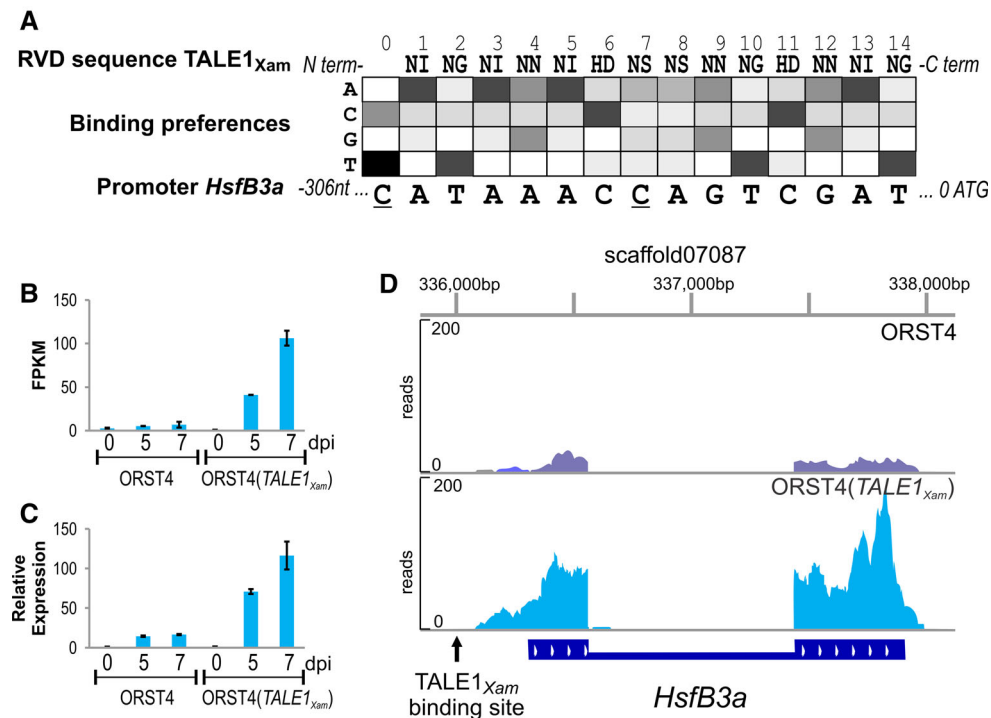 A
0 1 2 3 4 5 6 7 8 9 10 11 12 13 14
RVD sequence TALE1Xam N term- NI NG NI NN NI HD NS NS NN NG HD NN NI NG -C term
Binding preferences
A
C
G
T
Promoter HsfB3a -306nt ... C A T A A A C C A G T C G A T ... 0 ATG
B
150
100
50
0
FPKM
0 5 7 0 5 7 dpi
ORST4 ORST4(TALE1Xam)
C
150
100
50
0
Relative
Expression
0 5 7 0 5 7 dpi
ORST4 ORST4(TALE1Xam)
D
scaffold07087
336,000bp 337,000bp 338,000bp
200
ORST4
reads
0
200
ORST4(TALE1Xam)
reads
0
TALE1Xam
binding site
HsfB3a